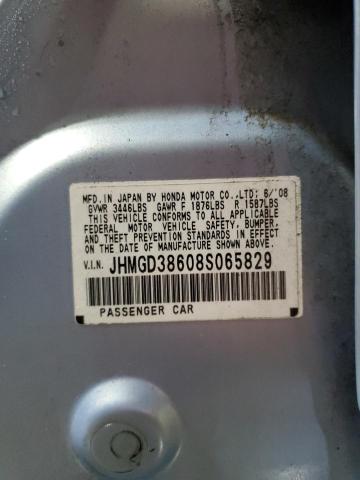 MFD. IN JAPAN BY HONDA MOTOR CO., LTD: 6/'08
GVWR 3446LBS GAWR F 1876LBS R 1587LBS
THIS VEHICLE CONFORMS TO ALL APPLICABLE
FEDERAL MOTOR VEHICLE SAFETY, BUMPER,
AND THEFT PREVENTION STANDARDS IN EFFECT
ON THE DATE OF MANUFACTURE SHOWN ABOVE.
V.I.N. JHMGD38608S065829
PASSENGER CAR